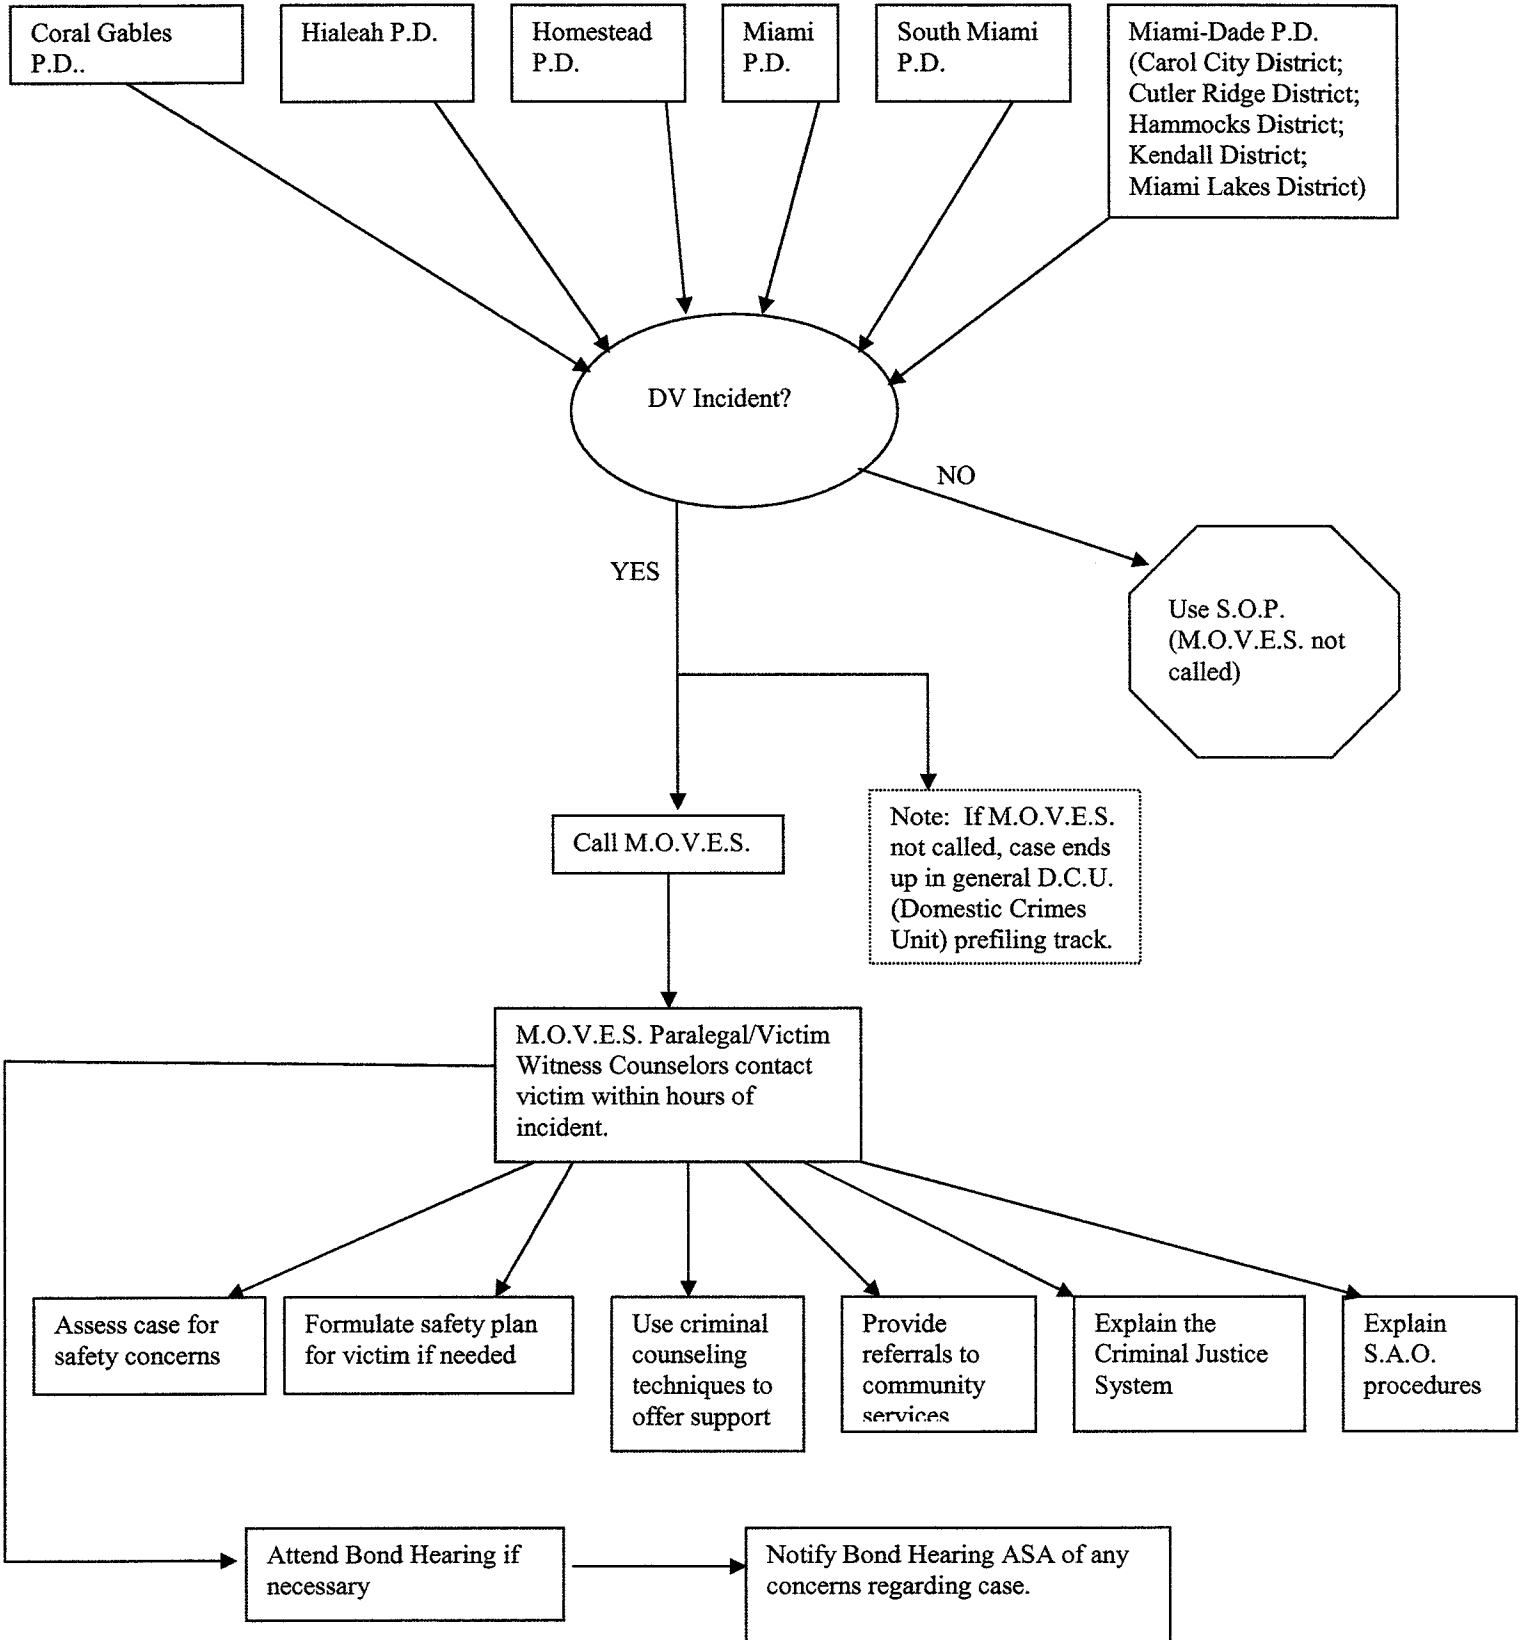 Coral Gables
P.D..
Hialeah P.D.
Homestead
P.D.
Miami
P.D.
South Miami
P.D.
Miami-Dade P.D.
(Carol City District;
Cutler Ridge District;
Hammocks District;
Kendall District;
Miami Lakes District)
DV Incident?
NO
YES
Use S.O.P.
(M.O.V.E.S. not
called)
Call M.O.V.E.S.
Note: If M.O.V.E.S.
not called, case ends
up in general D.C.U.
(Domestic Crimes
Unit) prefiling track.
M.O.V.E.S. Paralegal/Victim
Witness Counselors contact
victim within hours of
incident.
Assess case for
safety concerns
Formulate safety plan
for victim if needed
Use criminal
counseling
techniques to
offer support
Provide
referrals to
community
services
Explain the
Criminal Justice
System
Explain
S.A.O.
procedures
Attend Bond Hearing if
necessary
Notify Bond Hearing ASA of any
concerns regarding case.